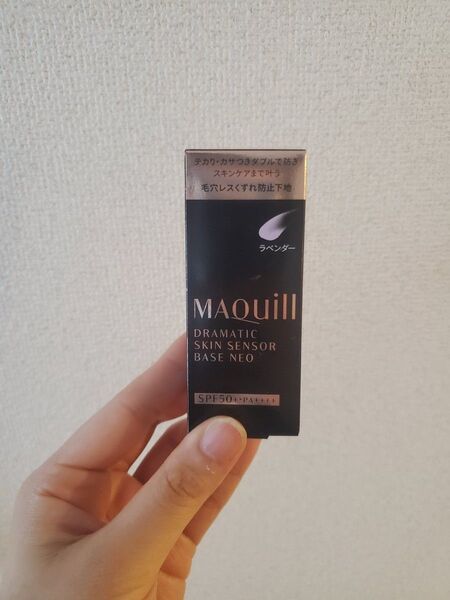 テカリ・カサつきダブルで防ぎ
スキンケアまで叶う
毛穴レスくずれ防止下地
ラベンダー
MAQuill
DRAMATIC
SKIN SENSOR
BASE NEO
SPF50+・PA++++